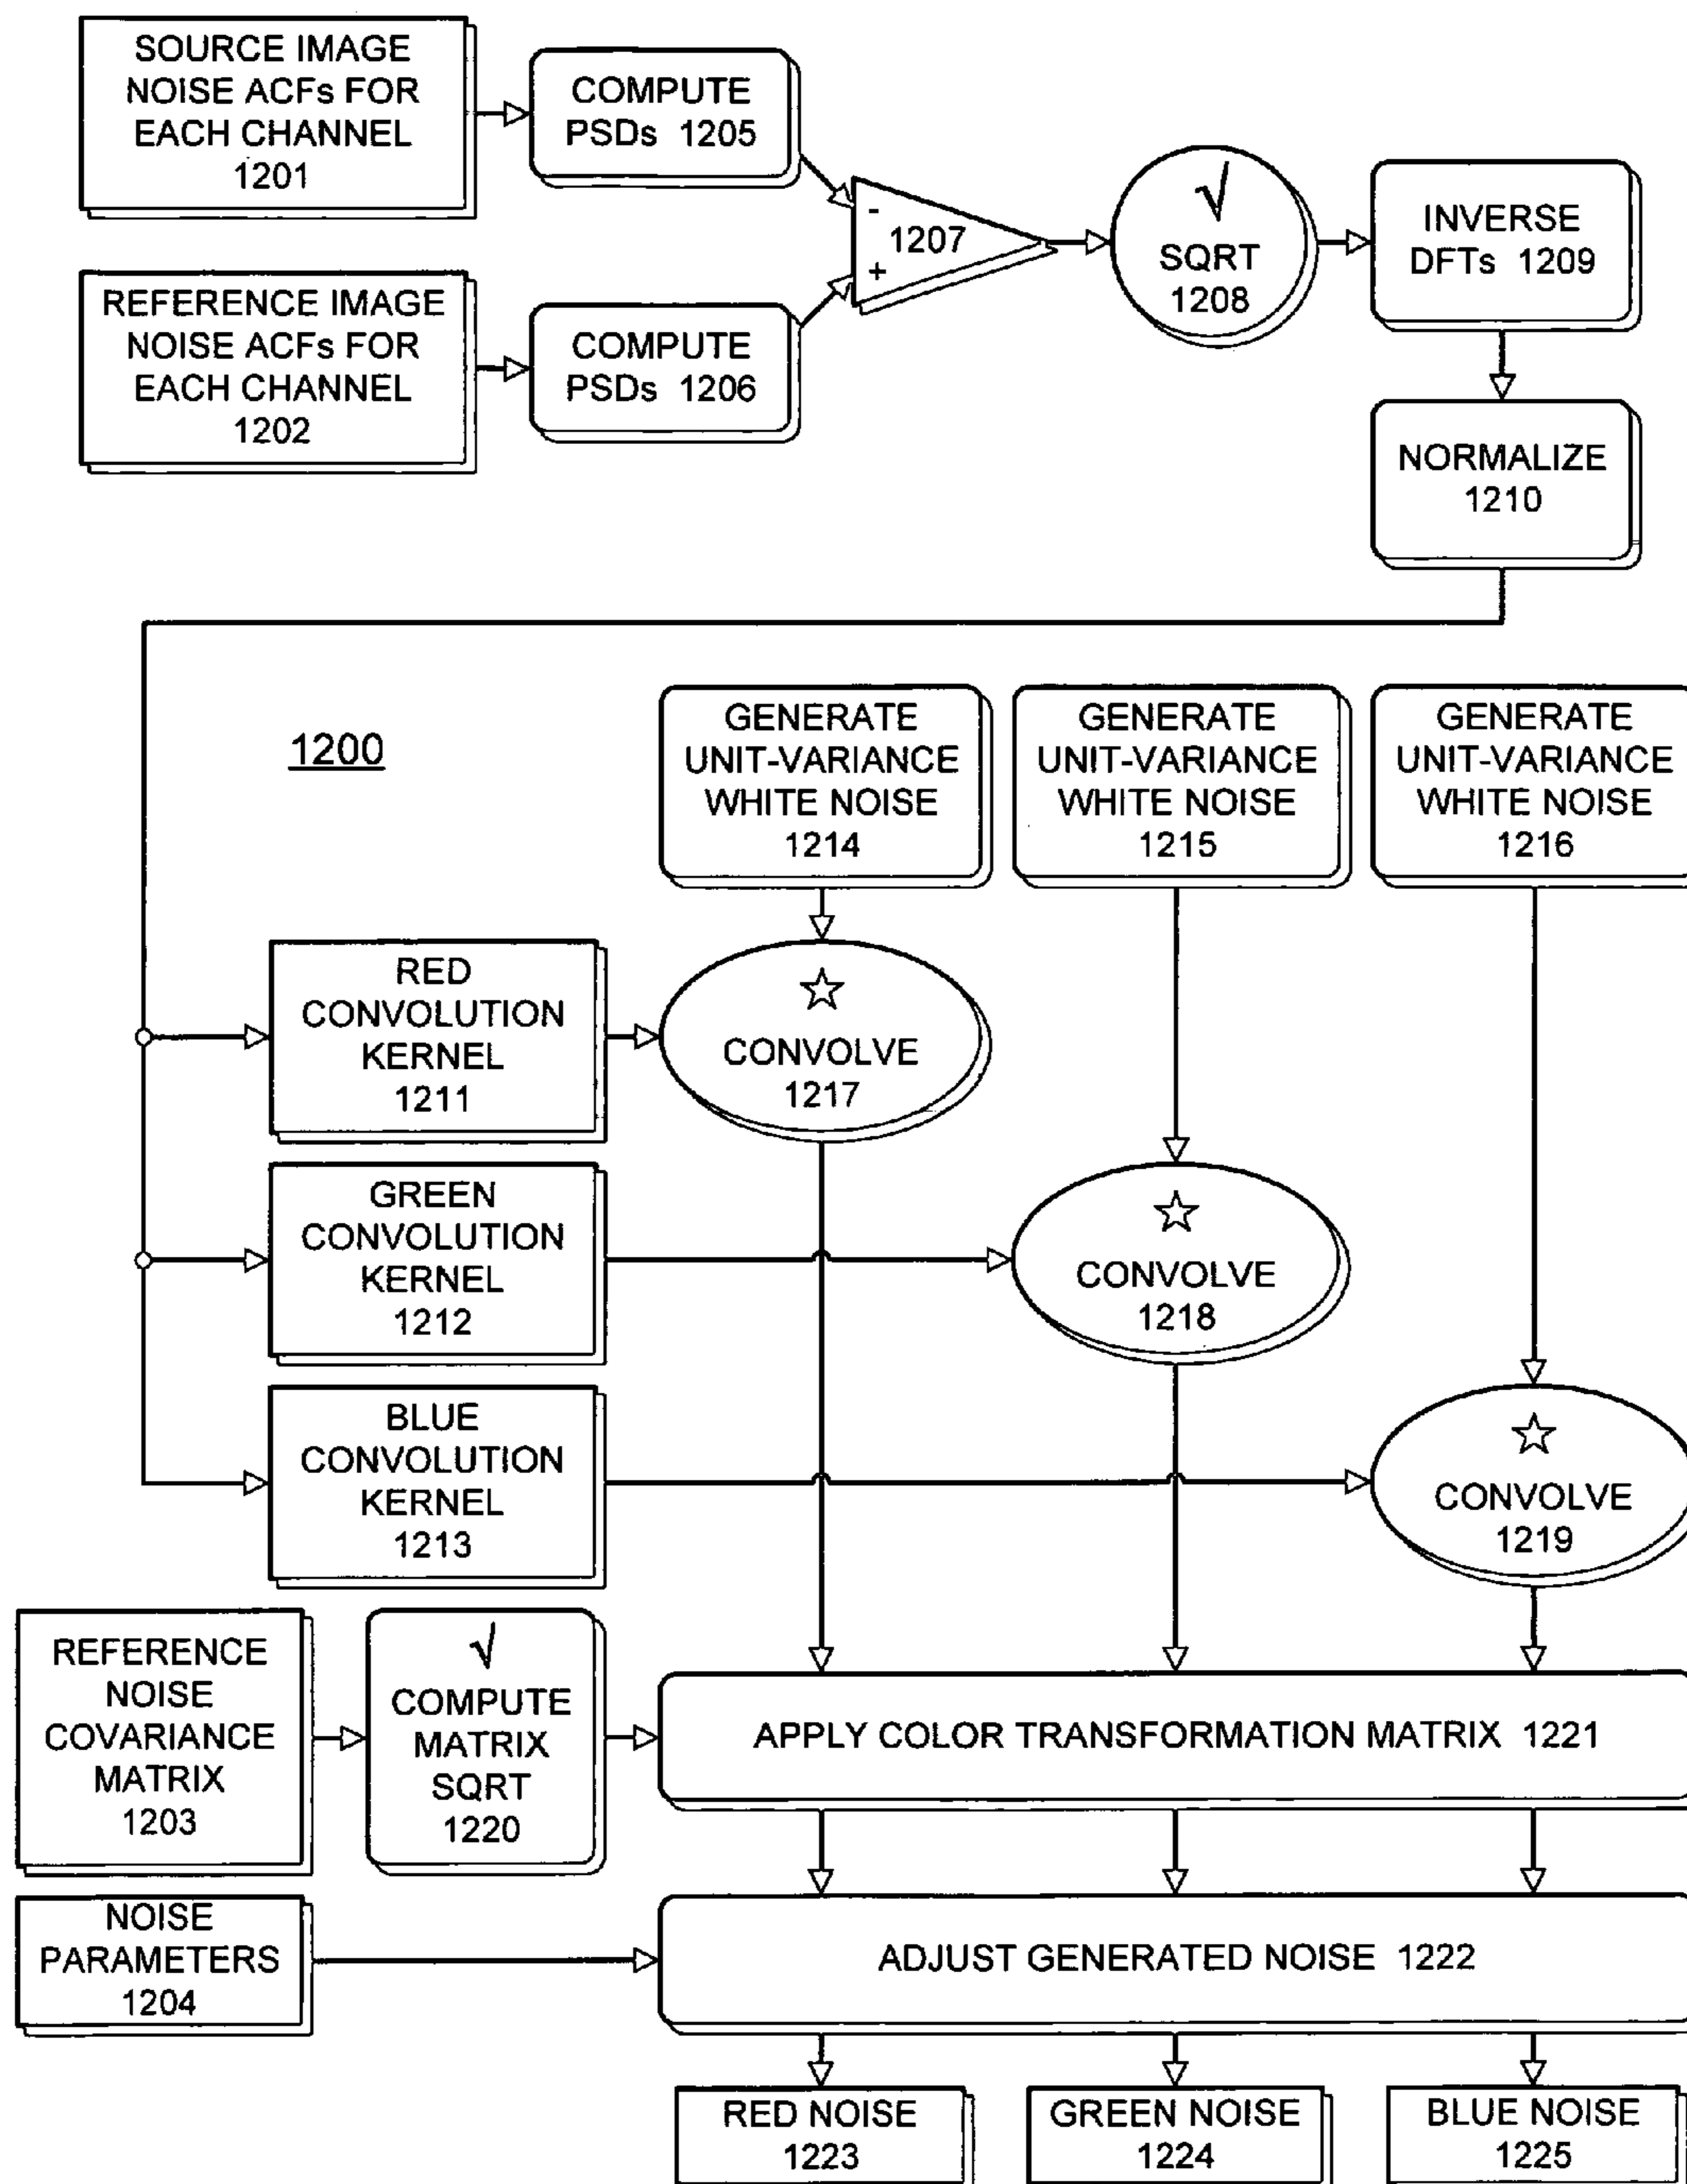 SOURCE IMAGE
NOISE ACFs FOR
EACH CHANNEL
1201
COMPUTE
PSDs 1205
REFERENCE IMAGE
NOISE ACFs FOR
EACH CHANNEL
1202
COMPUTE
PSDs 1206
-
1207
+
√
SQRT
1208
INVERSE
DFTs 1209
NORMALIZE
1210
1200
GENERATE
UNIT-VARIANCE
WHITE NOISE
1214
GENERATE
UNIT-VARIANCE
WHITE NOISE
1215
GENERATE
UNIT-VARIANCE
WHITE NOISE
1216
RED
CONVOLUTION
KERNEL
1211
☆
CONVOLVE
1217
GREEN
CONVOLUTION
KERNEL
1212
☆
CONVOLVE
1218
BLUE
CONVOLUTION
KERNEL
1213
☆
CONVOLVE
1219
REFERENCE
NOISE
COVARIANCE
MATRIX
1203
√
COMPUTE
MATRIX
SQRT
1220
APPLY COLOR TRANSFORMATION MATRIX 1221
NOISE
PARAMETERS
1204
ADJUST GENERATED NOISE 1222
RED NOISE
1223
GREEN NOISE
1224
BLUE NOISE
1225